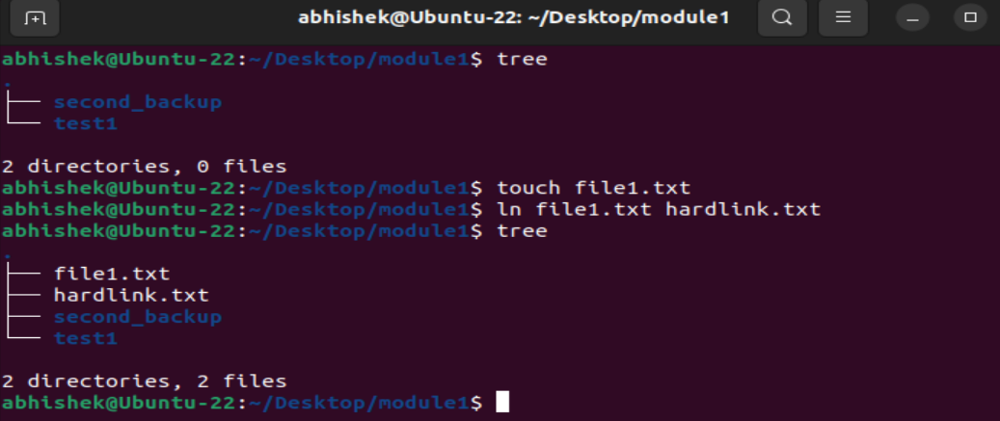 abhishek@Ubuntu-22: ~/Desktop/module1
abhishek@Ubuntu-22:~/Desktop/module1$ tree
.
├── second_backup
└── test1
2 directories, 0 files
abhishek@Ubuntu-22:~/Desktop/module1$ touch file1.txt
abhishek@Ubuntu-22:~/Desktop/module1$ ln file1.txt hardlink.txt
abhishek@Ubuntu-22:~/Desktop/module1$ tree
.
├── file1.txt
├── hardlink.txt
├── second_backup
└── test1
2 directories, 2 files
abhishek@Ubuntu-22:~/Desktop/module1$